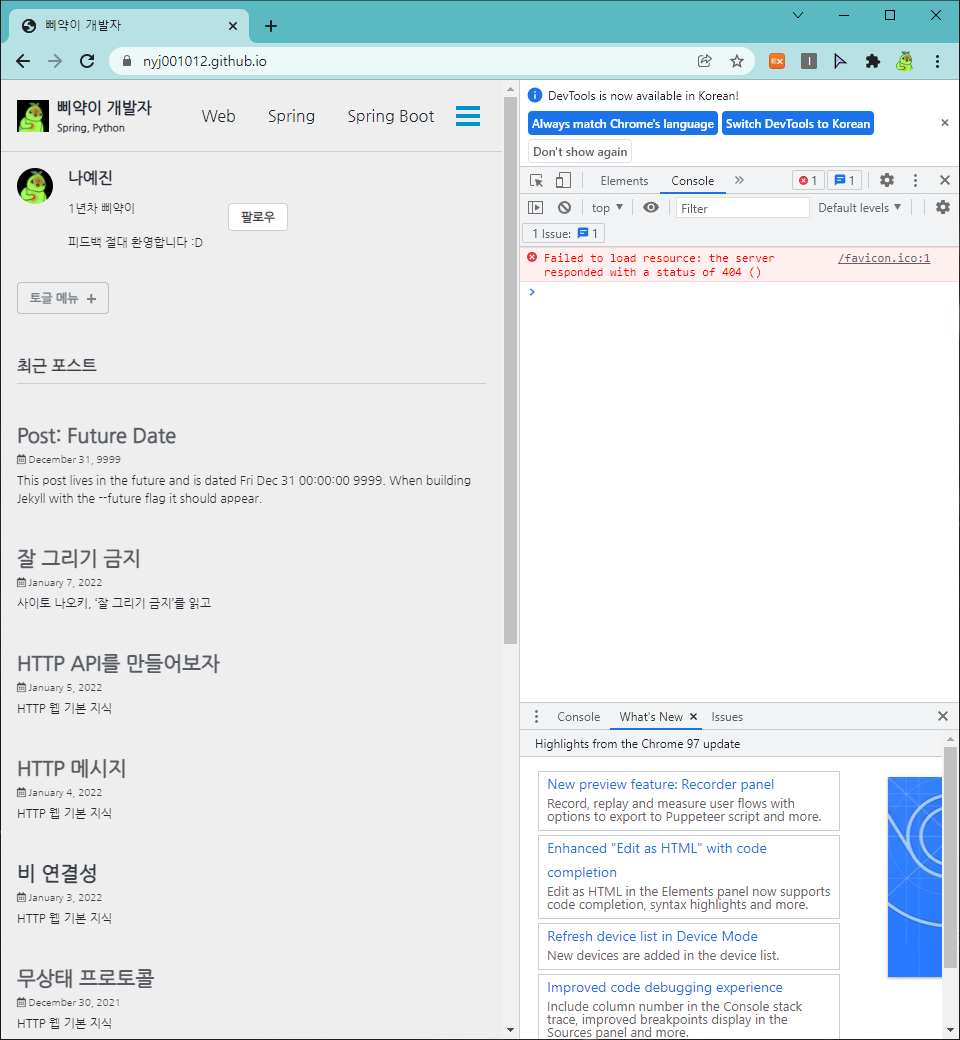 삐약이 개발자
nyj001012.github.io
삐약이 개발자
Spring, Python
Web
Spring
Spring Boot
나예진
1년차 삐약이
팔로우
피드백 절대 환영합니다 :D
토글 메뉴 +
최근 포스트
Post: Future Date
December 31, 9999
This post lives in the future and is dated Fri Dec 31 00:00:00 9999. When building
Jekyll with the --future flag it should appear.
잘 그리기 금지
January 7, 2022
사이토 나오키, ‘잘 그리기 금지’를 읽고
HTTP API를 만들어보자
January 5, 2022
HTTP 웹 기본 지식
HTTP 메시지
January 4, 2022
HTTP 웹 기본 지식
비 연결성
January 3, 2022
HTTP 웹 기본 지식
무상태 프로토콜
December 30, 2021
HTTP 웹 기본 지식
DevTools is now available in Korean!
Always match Chrome's language
Switch DevTools to Korean
Don't show again
Elements
Console
1
1
top
Filter
Default levels
1 Issue: 1
Failed to load resource: the server /favicon.ico:1
responded with a status of 404 ()
Console
What's New
Issues
Highlights from the Chrome 97 update
New preview feature: Recorder panel
Record, replay and measure user flows with
options to export to Puppeteer script and more.
Enhanced "Edit as HTML" with code
completion
Edit as HTML in the Elements panel now supports
code completion, syntax highlights and more.
Refresh device list in Device Mode
New devices are added in the device list.
Improved code debugging experience
Include column number in the Console stack
trace, improved breakpoints display in the
Sources panel and more.